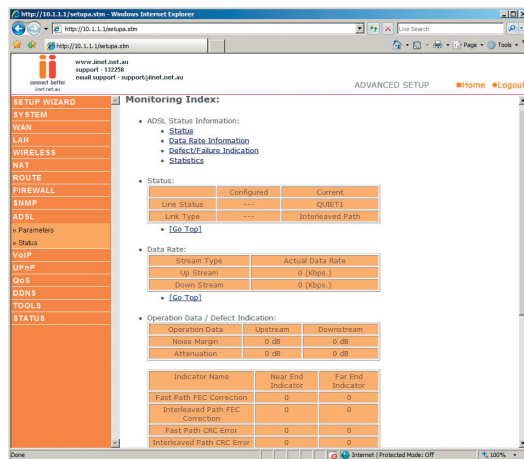 http://10.1.1.1/setupa.stm - Windows Internet Explorer
http://10.1.1.1/setupa.stm
Live Search
http://10.1.1.1/setupa.stm
Page
Tools
www.iinet.net.au
support - 132258
email support - support@iinet.net.au
connect better
iinet.net.au
ADVANCED SETUP
Home
Logout
SETUP WIZARD
SYSTEM
WAN
LAN
WIRELESS
NAT
ROUTE
FIREWALL
SNMP
ADSL
» Parameters
» Status
VoIP
UPnP
QoS
DDNS
TOOLS
STATUS
Monitoring Index:
• ADSL Status Information:
• Status
• Data Rate Information
• Defect/Failure Indication
• Statistics
• Status:
Configured Current
Line Status --- QUIET1
Link Type --- Interleaved Path
• [Go Top]
• Data Rate:
Stream Type Actual Data Rate
Up Stream 0 (Kbps.)
Down Stream 0 (Kbps.)
• [Go Top]
• Operation Data / Defect Indication:
Operation Data Upstream Downstream
Noise Margin 0 dB 0 dB
Attenuation 0 dB 0 dB
Indicator Name Near End Indicator Far End Indicator
Fast Path FEC Correction 0 0
Interleaved Path FEC Correction 0 0
Fast Path CRC Error 0 0
Interleaved Path CRC Error 0 0
Done
Internet | Protected Mode: Off
100%